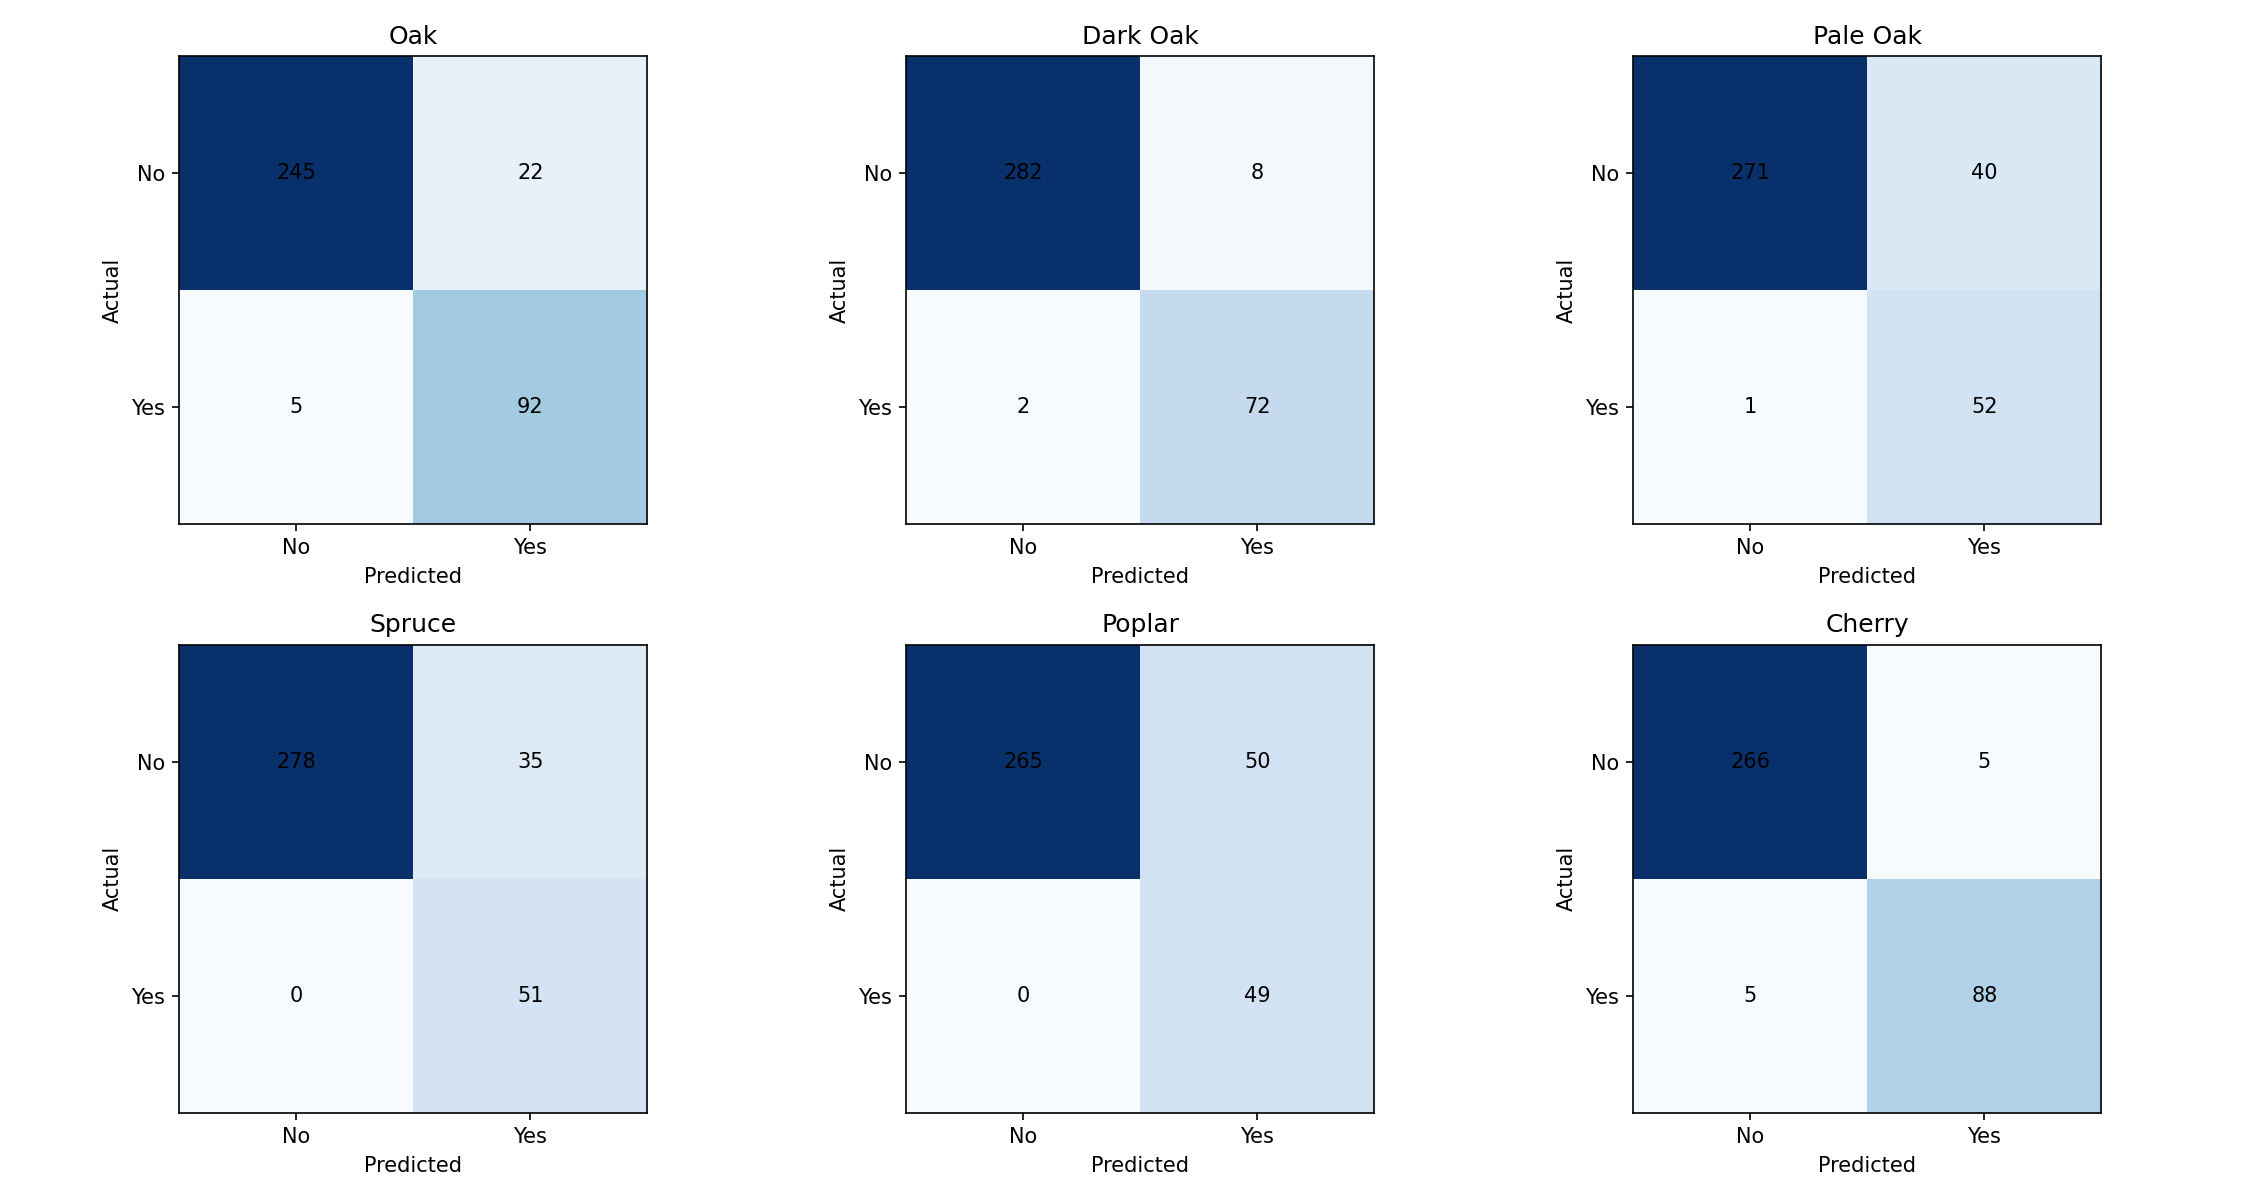 Oak
Dark Oak
Pale Oak
No
245
22
Yes
5
92
Actual
No
Yes
Predicted
No
282
8
Yes
2
72
Actual
No
Yes
Predicted
No
271
40
Yes
1
52
Actual
No
Yes
Predicted
Spruce
Poplar
Cherry
No
278
35
Yes
0
51
Actual
No
Yes
Predicted
No
265
50
Yes
0
49
Actual
No
Yes
Predicted
No
266
5
Yes
5
88
Actual
No
Yes
Predicted